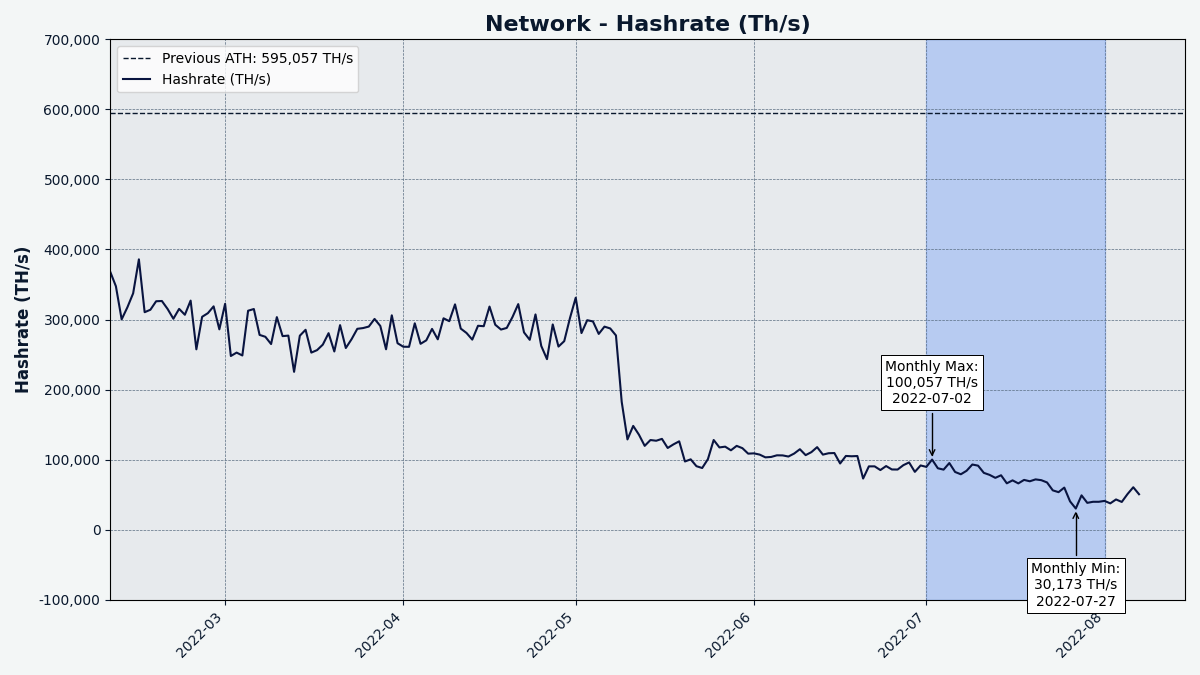 Network - Hashrate (Th/s)
700,000
600,000
500,000
400,000
300,000
200,000
100,000
0
-100,000
Hashrate (TH/s)
Previous ATH: 595,057 TH/s
Hashrate (TH/s)
Monthly Max:
100,057 TH/s
2022-07-02
Monthly Min:
30,173 TH/s
2022-07-27
2022-03
2022-04
2022-05
2022-06
2022-07
2022-08